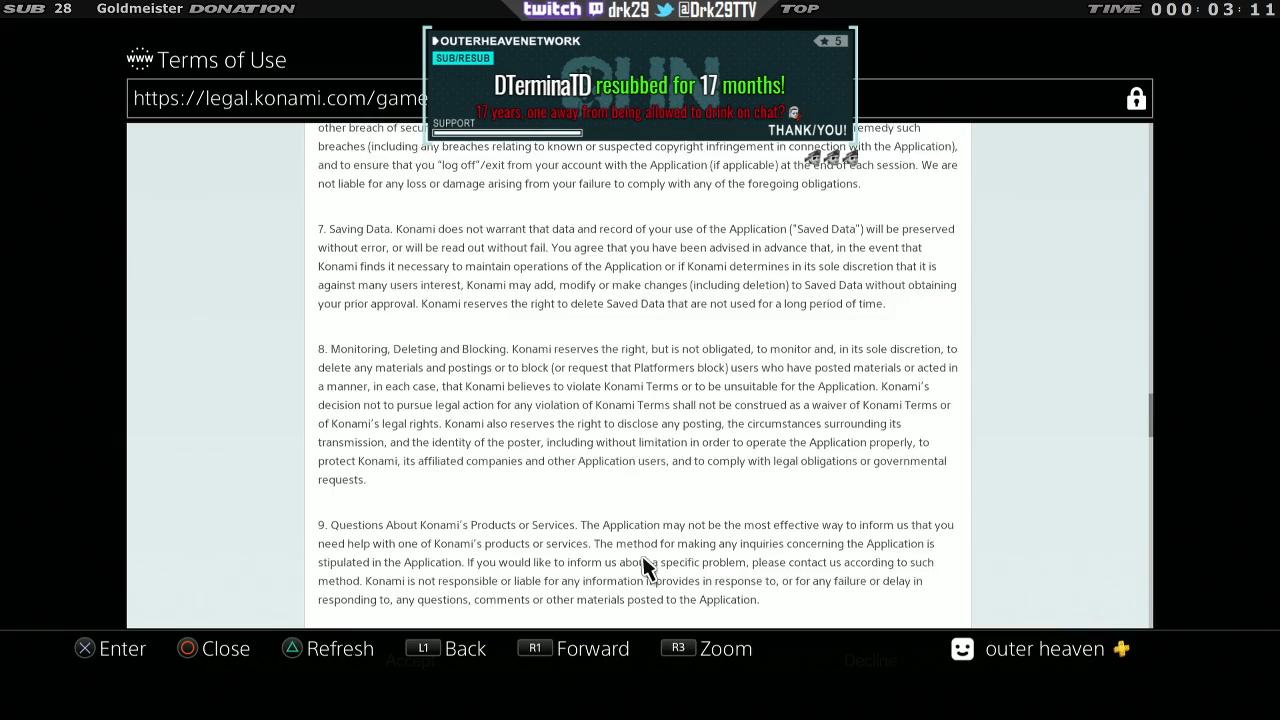 SUB 28 Goldmeister DONATION twitch drk29 @Drk29TTV TOP TIME 000:03:11
OUTERHEAVENETWORK 5
SUB/RESUB
DTerminaTD resubbed for 17 months!
17 years, one away from being allowed to drink on chat?
SUPPORT
THANK/YOU!
www Terms of Use
https://legal.konami.com/game
other breach of secu emedy such
breaches (including any breaches relating to known or suspected copyright infringement in connection with the Application),
and to ensure that you “log off”/exit from your account with the Application (if applicable) at the end of each session. We are
not liable for any loss or damage arising from your failure to comply with any of the foregoing obligations.
7. Saving Data. Konami does not warrant that data and record of your use of the Application ("Saved Data") will be preserved
without error, or will be read out without fail. You agree that you have been advised in advance that, in the event that
Konami finds it necessary to maintain operations of the Application or if Konami determines in its sole discretion that it is
against many users interest, Konami may add, modify or make changes (including deletion) to Saved Data without obtaining
your prior approval. Konami reserves the right to delete Saved Data that are not used for a long period of time.
8. Monitoring, Deleting and Blocking. Konami reserves the right, but is not obligated, to monitor and, in its sole discretion, to
delete any materials and postings or to block (or request that Platformers block) users who have posted materials or acted in
a manner, in each case, that Konami believes to violate Konami Terms or to be unsuitable for the Application. Konami’s
decision not to pursue legal action for any violation of Konami Terms shall not be construed as a waiver of Konami Terms or
of Konami’s legal rights. Konami also reserves the right to disclose any posting, the circumstances surrounding its
transmission, and the identity of the poster, including without limitation in order to operate the Application properly, to
protect Konami, its affiliated companies and other Application users, and to comply with legal obligations or governmental
requests.
9. Questions About Konami’s Products or Services. The Application may not be the most effective way to inform us that you
need help with one of Konami’s products or services. The method for making any inquiries concerning the Application is
stipulated in the Application. If you would like to inform us about a specific problem, please contact us according to such
method. Konami is not responsible or liable for any information it provides in response to, or for any failure or delay in
responding to, any questions, comments or other materials posted to the Application.
Enter Close Refresh L1 Back R1 Forward R3 Zoom outer heaven
Accept Decline